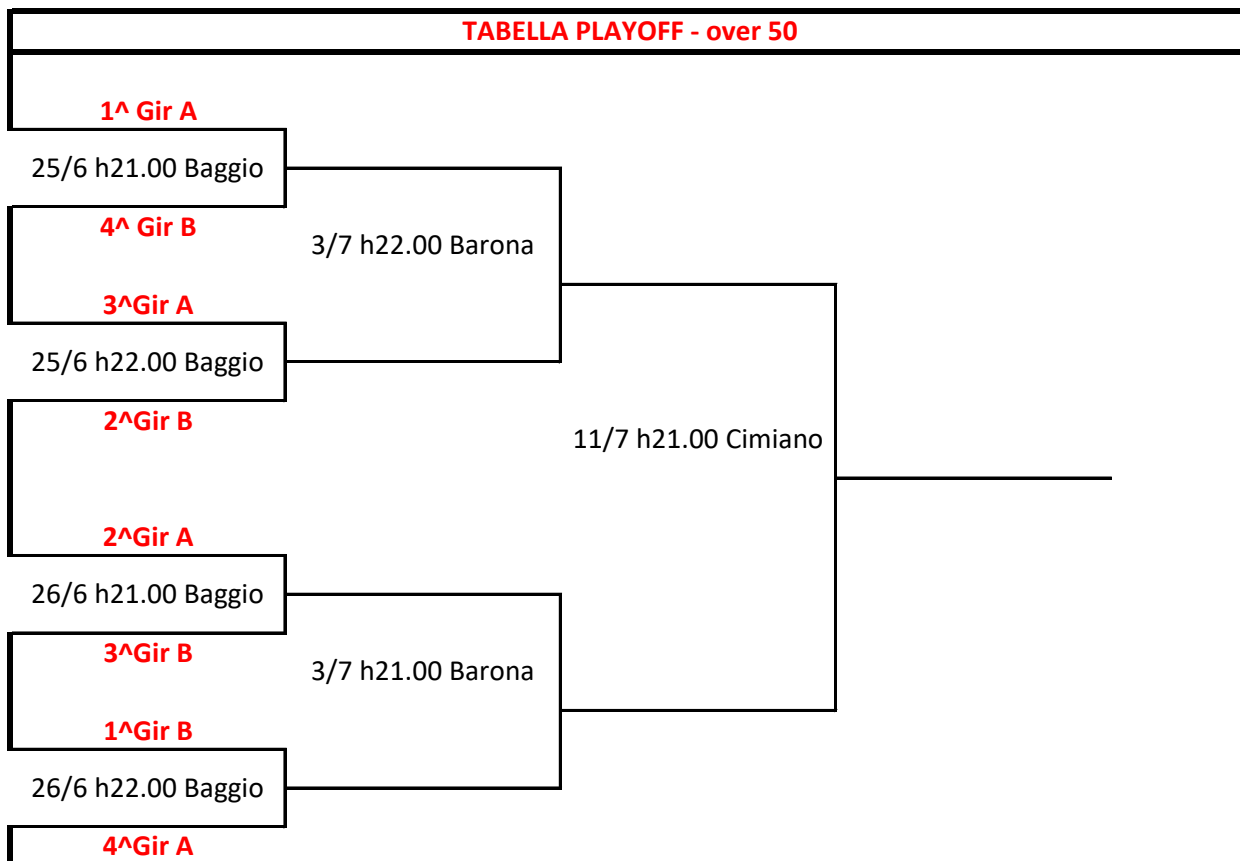 TABELLA PLAYOFF - over 50
1^ Gir A
25/6 h21.00 Baggio
4^ Gir B
3/7 h22.00 Barona
3^Gir A
25/6 h22.00 Baggio
2^Gir B
11/7 h21.00 Cimiano
2^Gir A
26/6 h21.00 Baggio
3^Gir B
3/7 h21.00 Barona
1^Gir B
26/6 h22.00 Baggio
4^Gir A